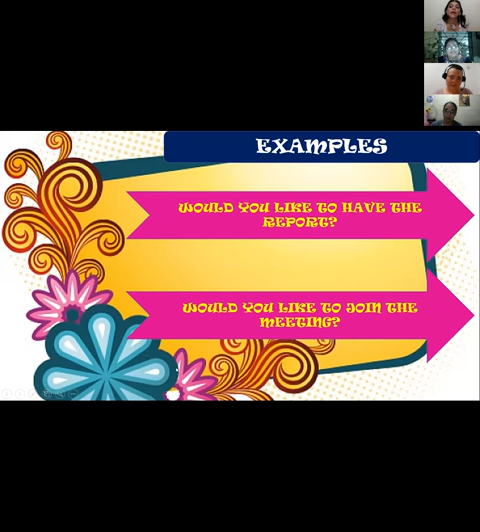 EXAMPLES
WOULD YOU LIKE TO HAVE THE
REPORT?
WOULD YOU LIKE TO JOIN THE
MEETING?